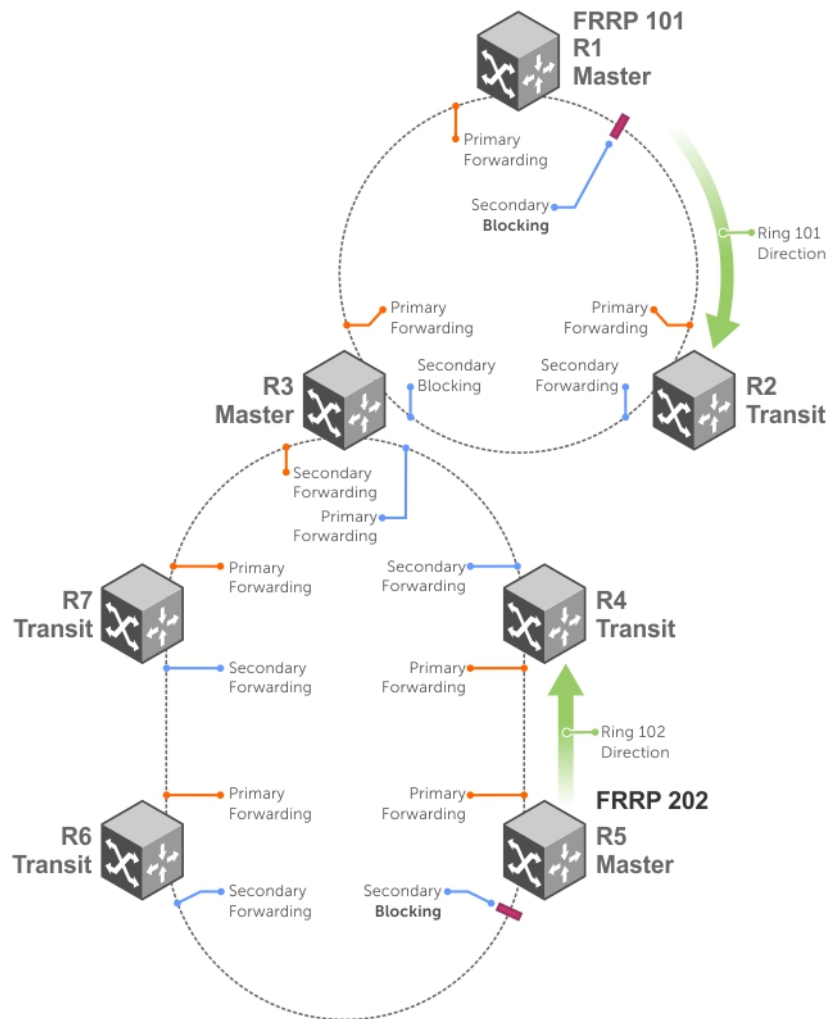 FRRP 101
R1
Master
Primary
Forwarding
Secondary
Blocking
Ring 101
Direction
Primary
Forwarding
Primary
Forwarding
R3
Master
Secondary
Blocking
Secondary
Forwarding
R2
Transit
Secondary
Forwarding
Primary
Forwarding
R7
Transit
Primary
Forwarding
Secondary
Forwarding
R4
Transit
Secondary
Forwarding
Primary
Forwarding
Ring 102
Direction
R6
Transit
Primary
Forwarding
Primary
Forwarding
FRRP 202
R5
Master
Secondary
Forwarding
Secondary
Blocking